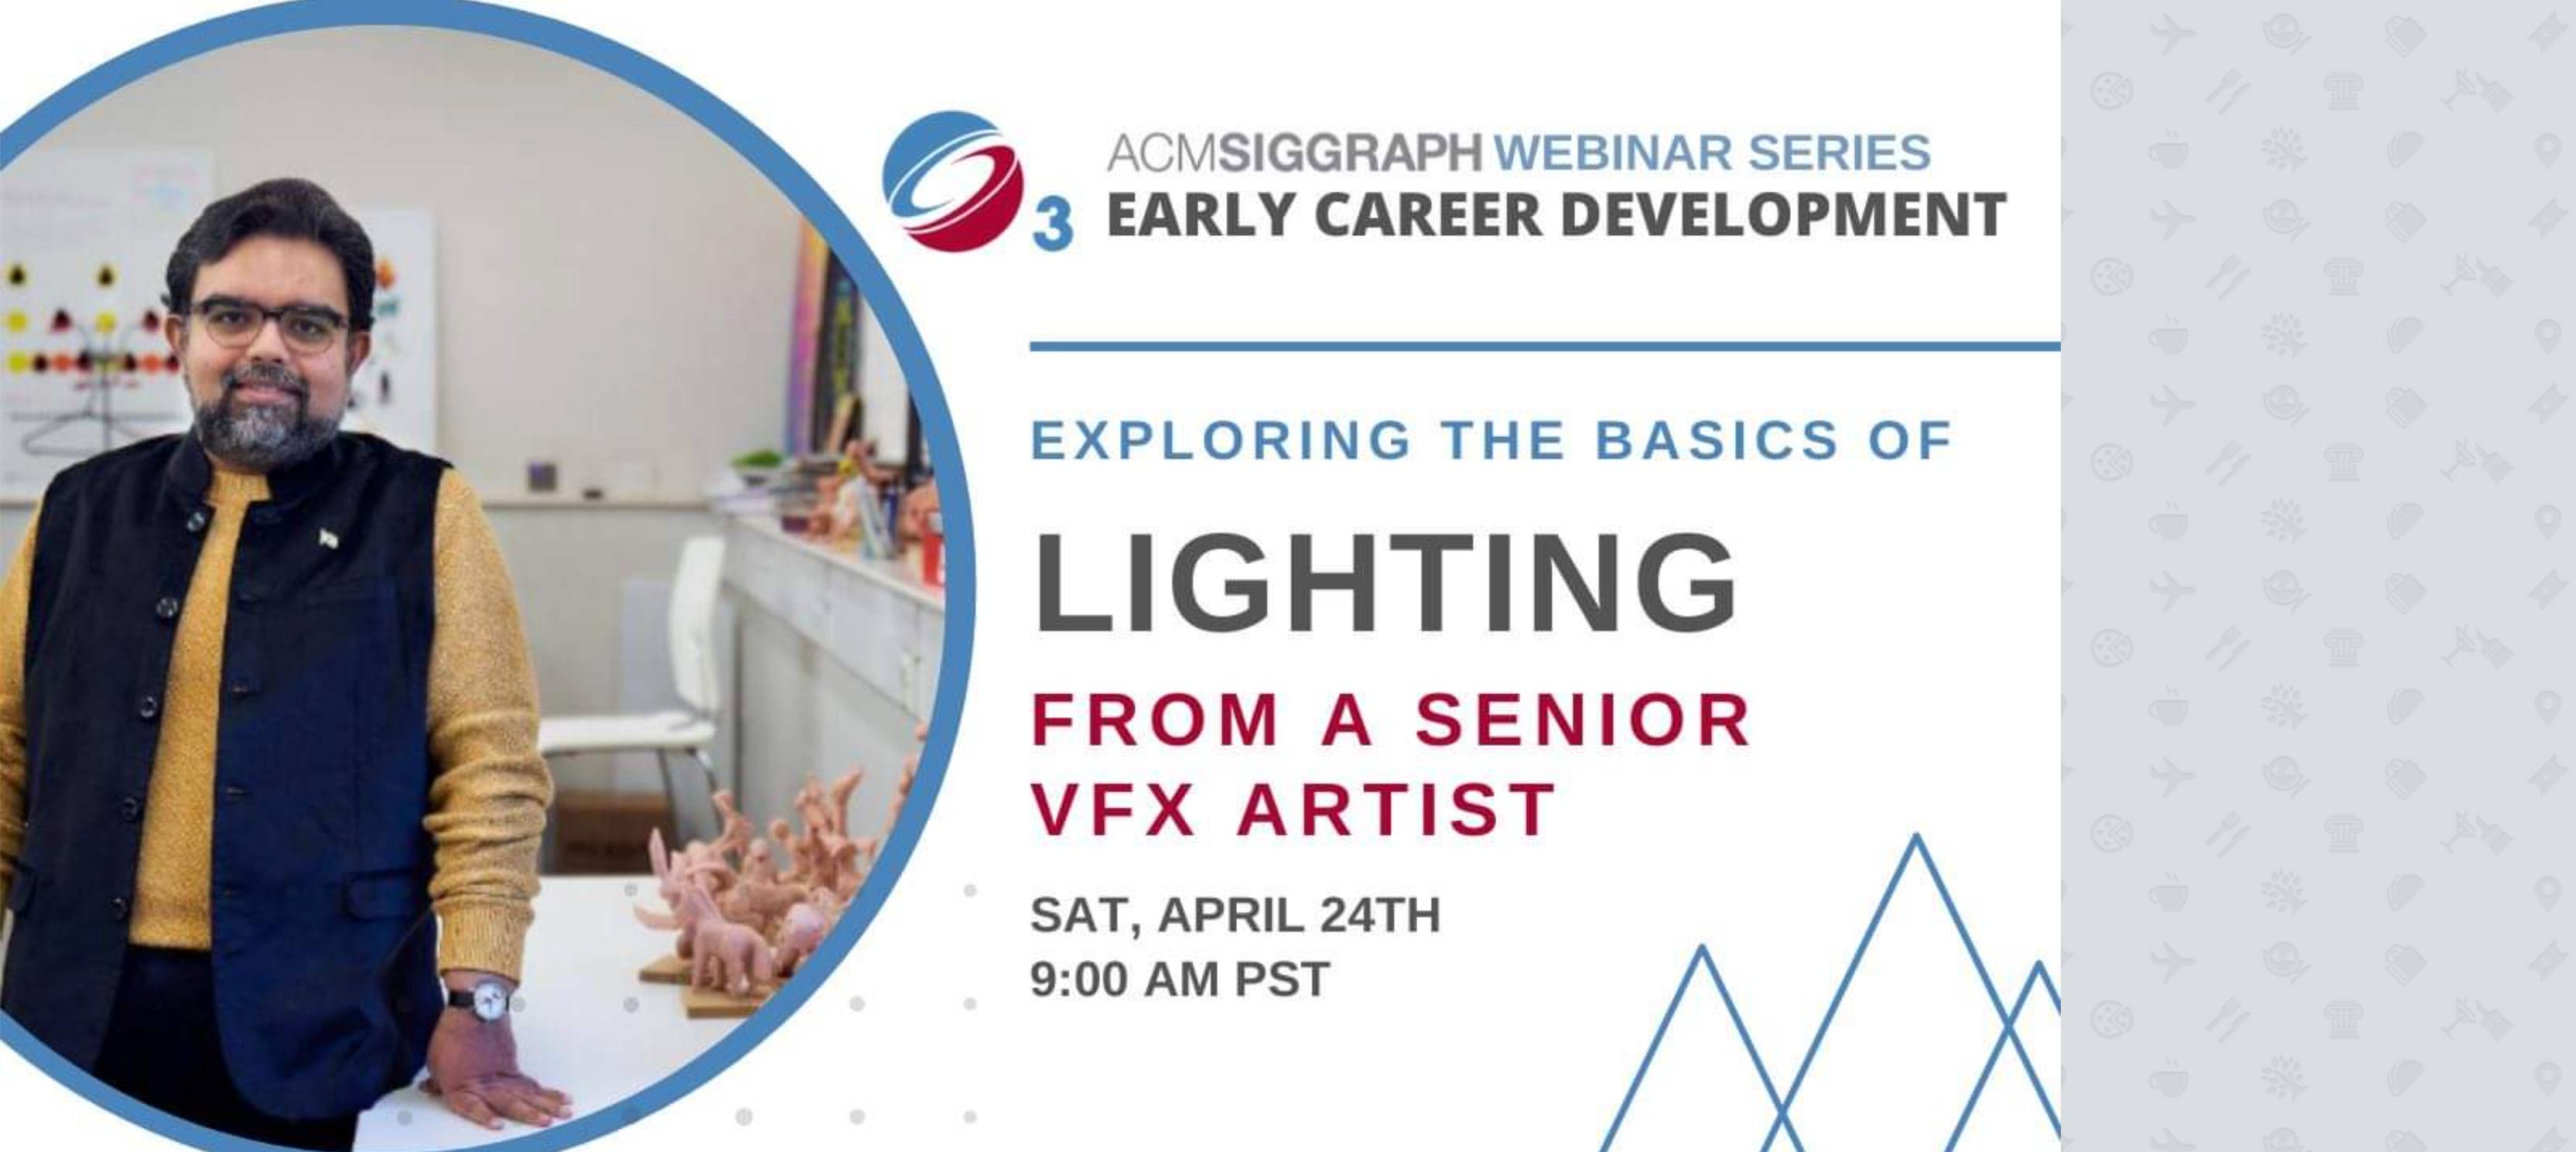 3
ACMSIGGRAPH WEBINAR SERIES
EARLY CAREER DEVELOPMENT
EXPLORING THE BASICS OF
LIGHTING
FROM A SENIOR
VFX ARTIST
SAT, APRIL 24TH
9:00 AM PST